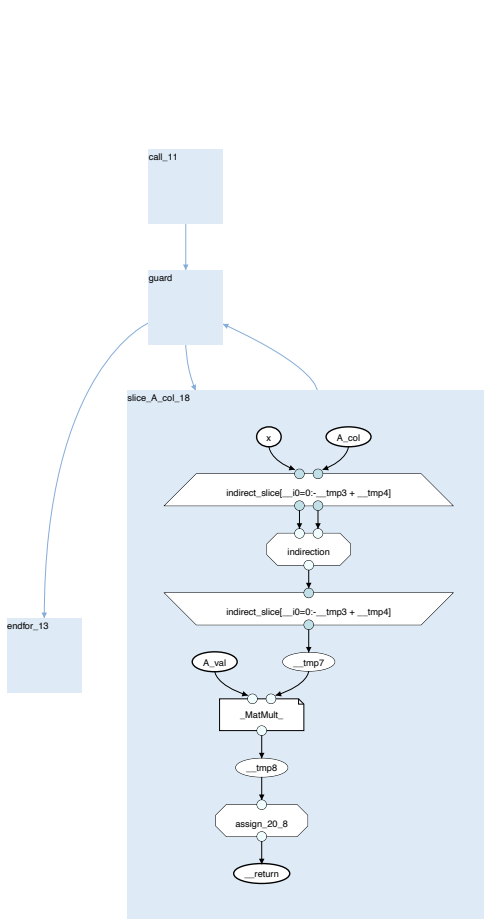 call_11
guard
slice_A_col_18
x
A_col
indirect_slice[__i0=0:-__tmp3 + __tmp4]
indirection
indirect_slice[__i0=0:-__tmp3 + __tmp4]
endfor_13
A_val
__tmp7
_MatMult_
__tmp8
assign_20_8
__return